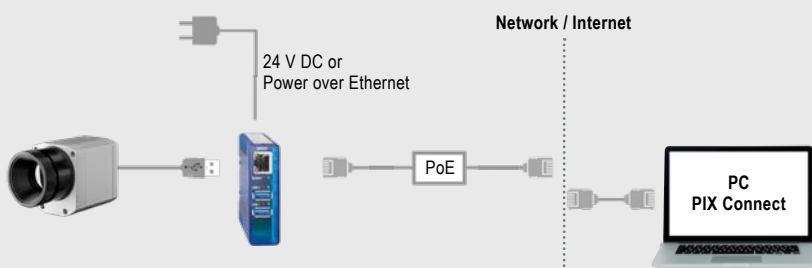 Network / Internet
24 V DC or
Power over Ethernet
PoE
PC
PIX Connect